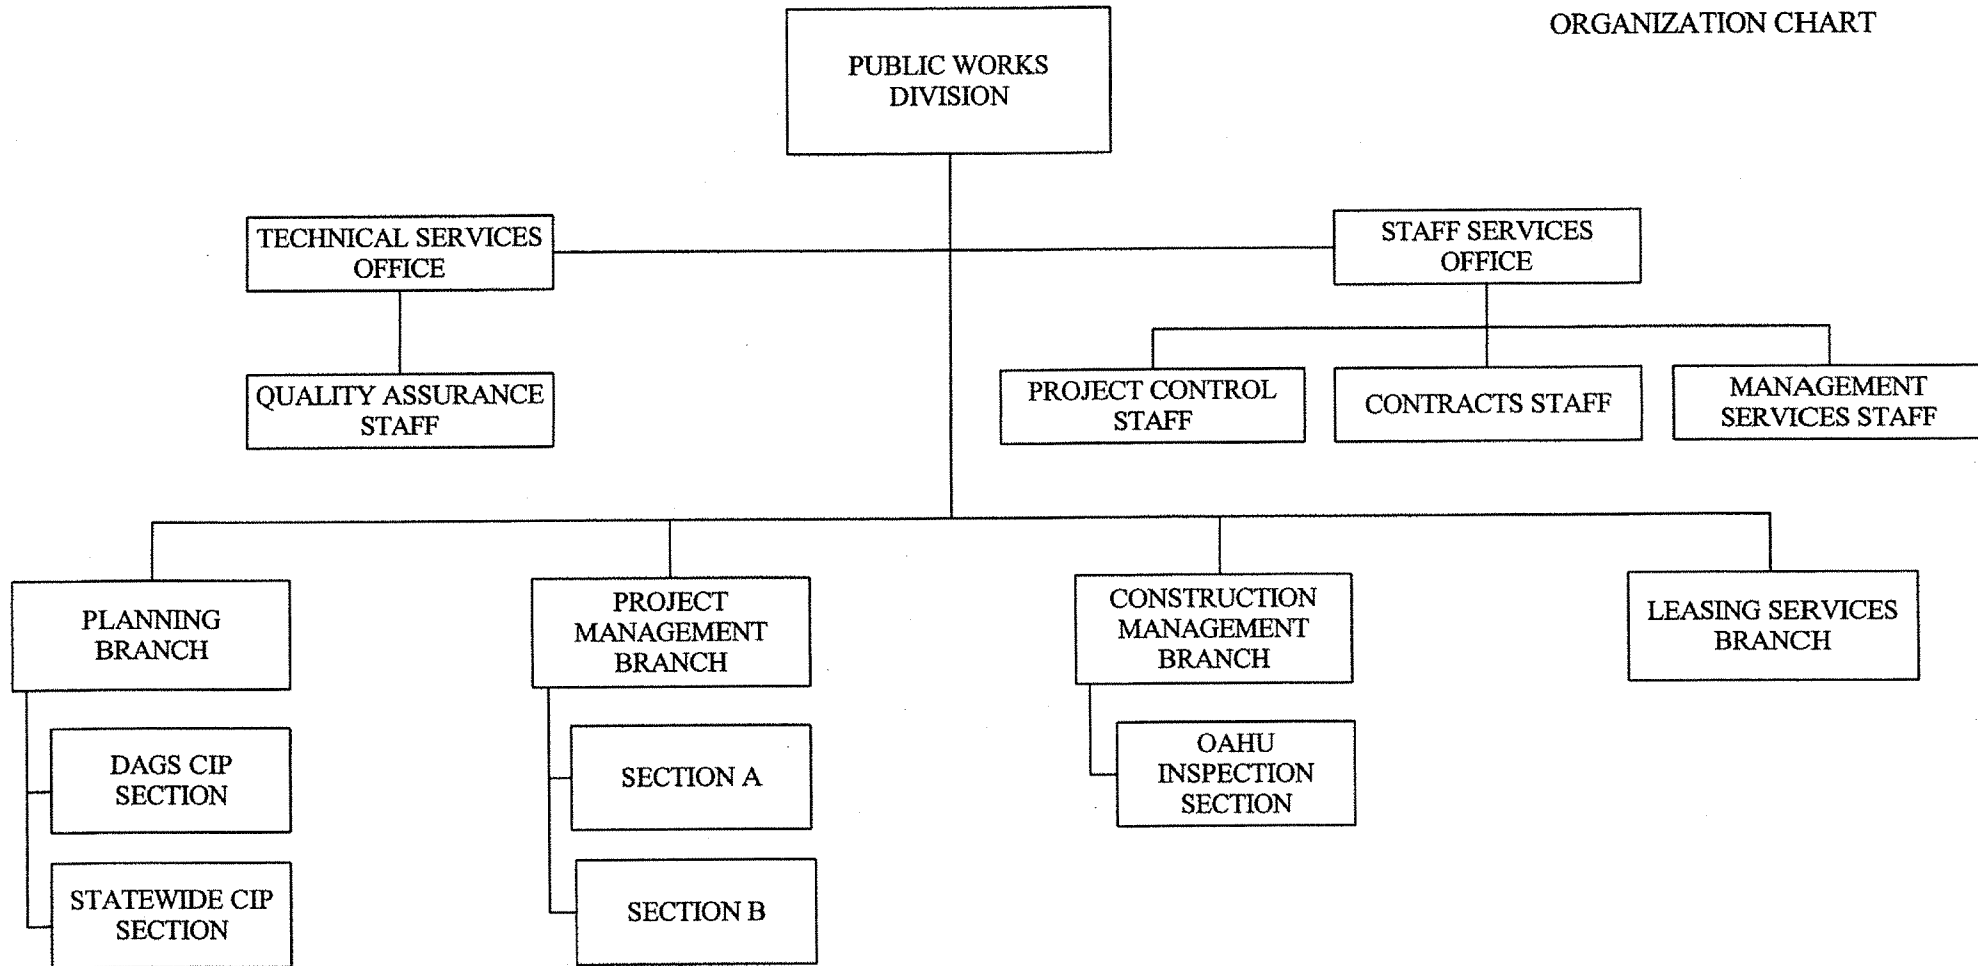 ORGANIZATION CHART
PUBLIC WORKS
DIVISION
TECHNICAL SERVICES
OFFICE
STAFF SERVICES
OFFICE
QUALITY ASSURANCE
STAFF
PROJECT CONTROL
STAFF
CONTRACTS STAFF
MANAGEMENT
SERVICES STAFF
PLANNING
BRANCH
PROJECT
MANAGEMENT
BRANCH
CONSTRUCTION
MANAGEMENT
BRANCH
LEASING SERVICES
BRANCH
DAGS CIP
SECTION
SECTION A
OAHU
INSPECTION
SECTION
STATEWIDE CIP
SECTION
SECTION B